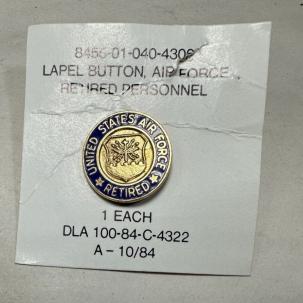 8455-01-040-4306
LAPEL BUTTON, AIR FORCE,
RETIRED PERSONNEL
UNITED STATES AIR FORCE
RETIRED
1 EACH
DLA 100-84-C-4322
A - 10/84